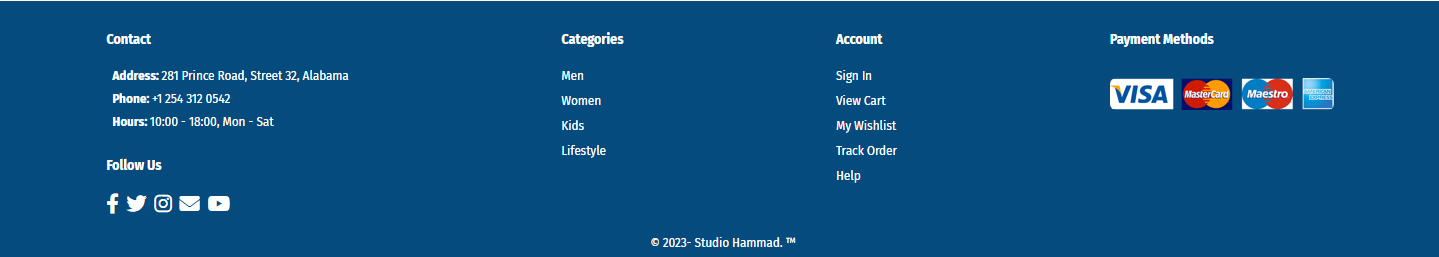 Contact
Address: 281 Prince Road, Street 32, Alabama
Phone: +1 254 312 0542
Hours: 10:00 - 18:00, Mon - Sat
Follow Us
Categories
Men
Women
Kids
Lifestyle
Account
Sign In
View Cart
My Wishlist
Track Order
Help
Payment Methods
VISA
MasterCard
Maestro
AMERICAN
EXPRESS
© 2023- Studio Hammad. ™